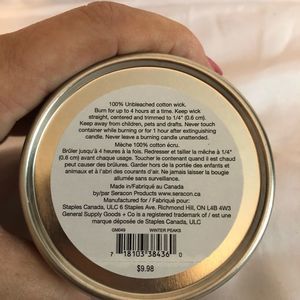 100% Unbleached cotton wick.
Burn for up to 4 hours at a time. Keep wick
straight, centered and trimmed to 1/4" (0.6 cm).
Keep away from children, pets and drafts. Never touch
container while burning or for 1 hour after extinguishing
candle. Never leave a burning candle unattended.
Mèche 100% coton écru.
Brûler jusqu'à 4 heures à la fois. Redresser et tailler la mèche à 1/4"
(0.6 cm) avant chaque usage. Toucher le contenant quand il est chaud
peut causer des brûlures. Garder hors de la portée des enfants et
animaux et à l'abri des courants d'air. Ne jamais laisser la bougie
allumée sans surveillance.
Made in/Fabriqué au Canada
by/par Seracon Products www.seracon.ca
Manufactured for / Fabriqué pour:
Staples Canada, ULC 6 Staples Ave. Richmond Hill, ON L4B 4W3
General Supply Goods + Co is a registered trademark of / est une
marque déposée de Staples Canada, ULC
GM049 WINTER PEAKS
7 18103 38436 0
$9.98